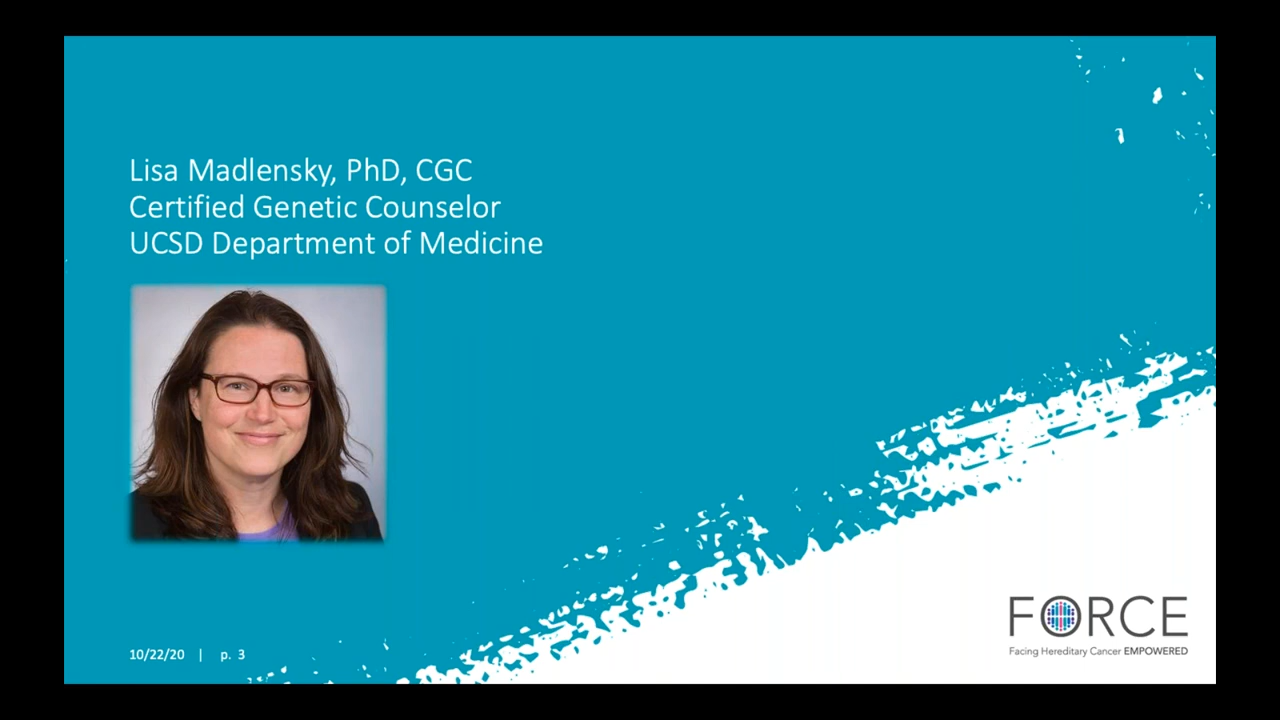 Lisa Madlensky, PhD, CGC
Certified Genetic Counselor
UCSD Department of Medicine
10/22/20 | p. 3
FORCE
Facing Hereditary Cancer EMPOWERED